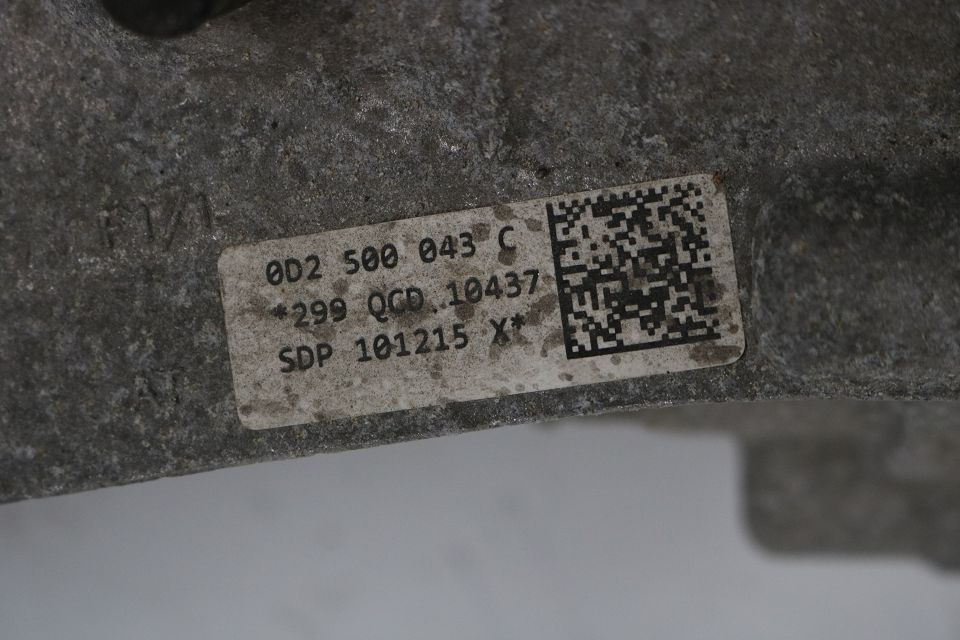 0D2 500 043 C
*299 QCD 10437
SDP 101215 X*